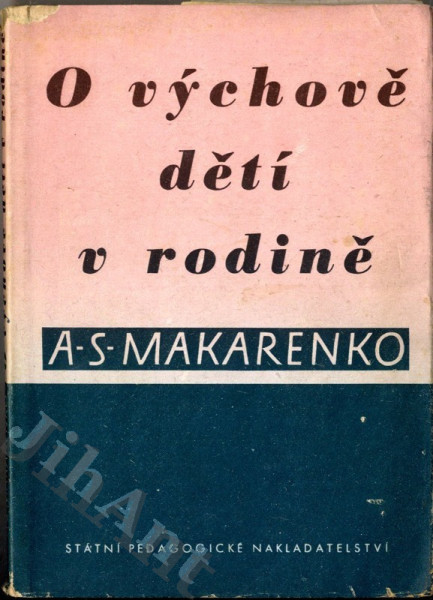 O výchově
dětí
v rodině
A-S-MAKARENKO
STÁTNÍ PEDAGOGICKÉ NAKLADATELSTVÍ
JihAnt